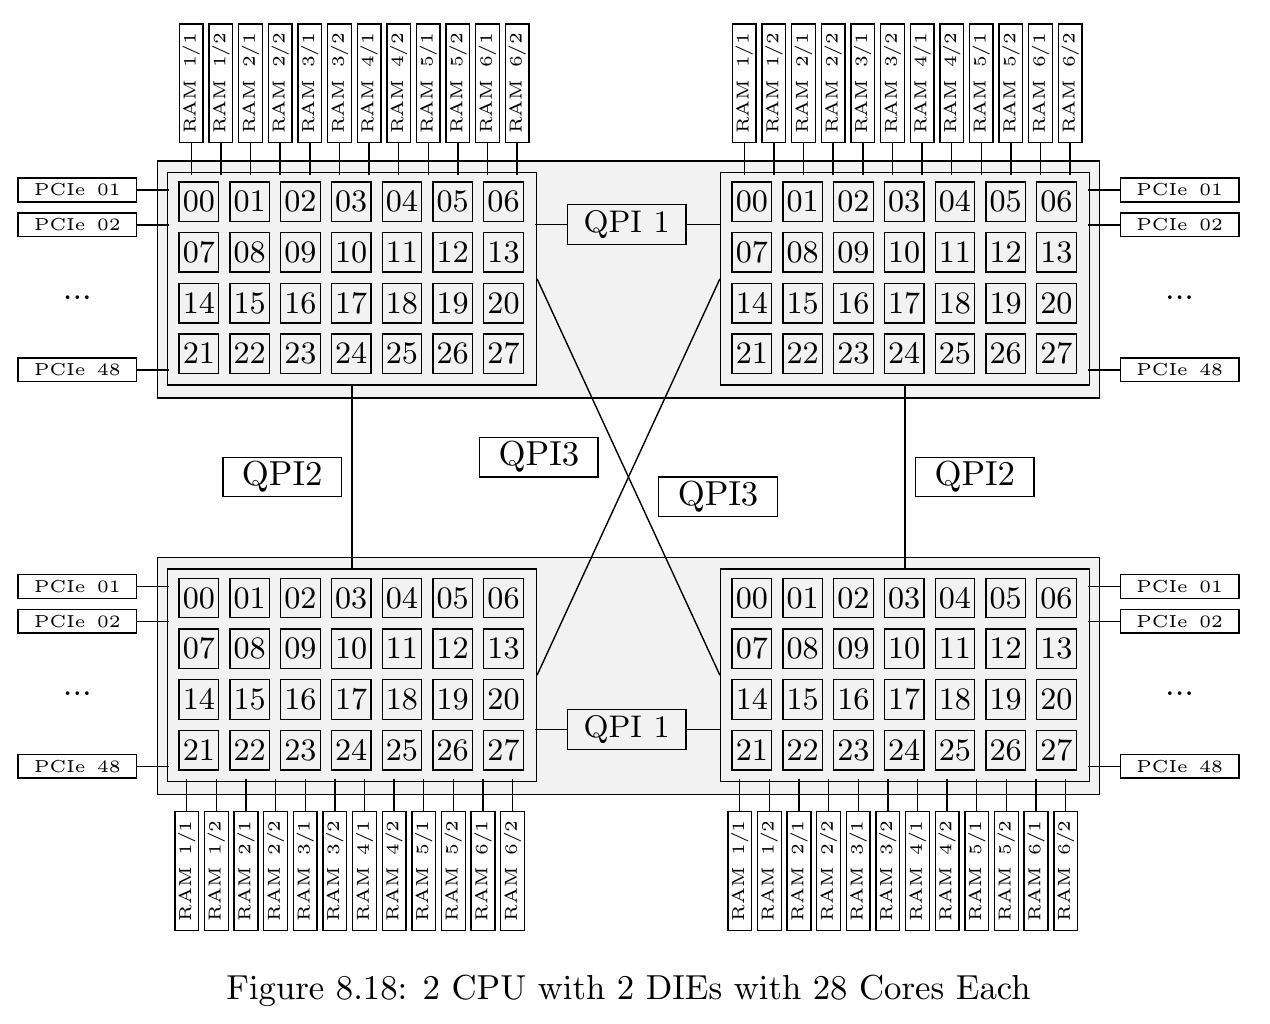 RAM 1/1 RAM 1/2 RAM 2/1 RAM 2/2 RAM 3/1 RAM 3/2 RAM 4/1 RAM 4/2 RAM 5/1 RAM 5/2 RAM 6/1 RAM 6/2 RAM 1/1 RAM 1/2 RAM 2/1 RAM 2/2 RAM 3/1 RAM 3/2 RAM 4/1 RAM 4/2 RAM 5/1 RAM 5/2 RAM 6/1 RAM 6/2
PCIe 01 00 01 02 03 04 05 06 00 01 02 03 04 05 06 PCIe 01
PCIe 02 QPI 1 PCIe 02
07 08 09 10 11 12 13 07 08 09 10 11 12 13
... 14 15 16 17 18 19 20 14 15 16 17 18 19 20 ...
21 22 23 24 25 26 27 21 22 23 24 25 26 27
PCIe 48 PCIe 48
QPI3
QPI2 QPI2
QPI3
PCIe 01 00 01 02 03 04 05 06 00 01 02 03 04 05 06 PCIe 01
PCIe 02 PCIe 02
07 08 09 10 11 12 13 07 08 09 10 11 12 13
... 14 15 16 17 18 19 20 14 15 16 17 18 19 20 ...
QPI 1
21 22 23 24 25 26 27 21 22 23 24 25 26 27
PCIe 48 PCIe 48
RAM 1/1 RAM 1/2 RAM 2/1 RAM 2/2 RAM 3/1 RAM 3/2 RAM 4/1 RAM 4/2 RAM 5/1 RAM 5/2 RAM 6/1 RAM 6/2 RAM 1/1 RAM 1/2 RAM 2/1 RAM 2/2 RAM 3/1 RAM 3/2 RAM 4/1 RAM 4/2 RAM 5/1 RAM 5/2 RAM 6/1 RAM 6/2
Figure 8.18: 2 CPU with 2 DIEs with 28 Cores Each